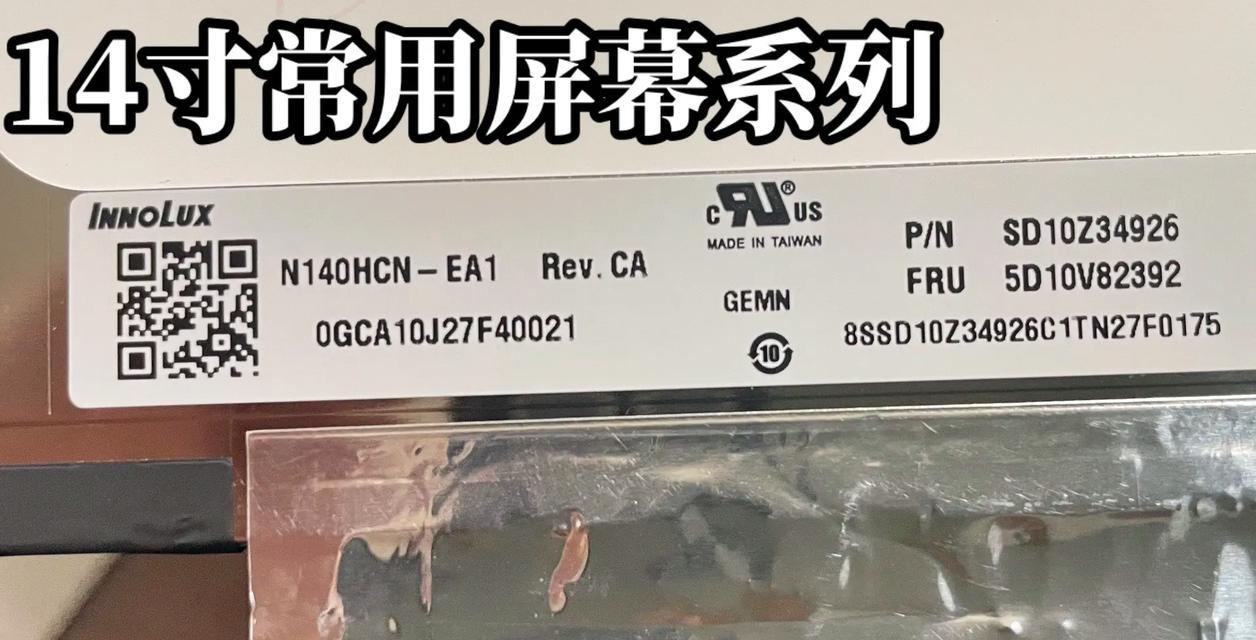 14寸常用屏幕系列
INNOLUX
N140HCN-EA1 Rev. CA
0GCA10J27F40021
c RU ® US
MADE IN TAIWAN
GEMN
10
P/N SD10Z34926
FRU 5D10V82392
8SSD10Z34926C1TN27F0175